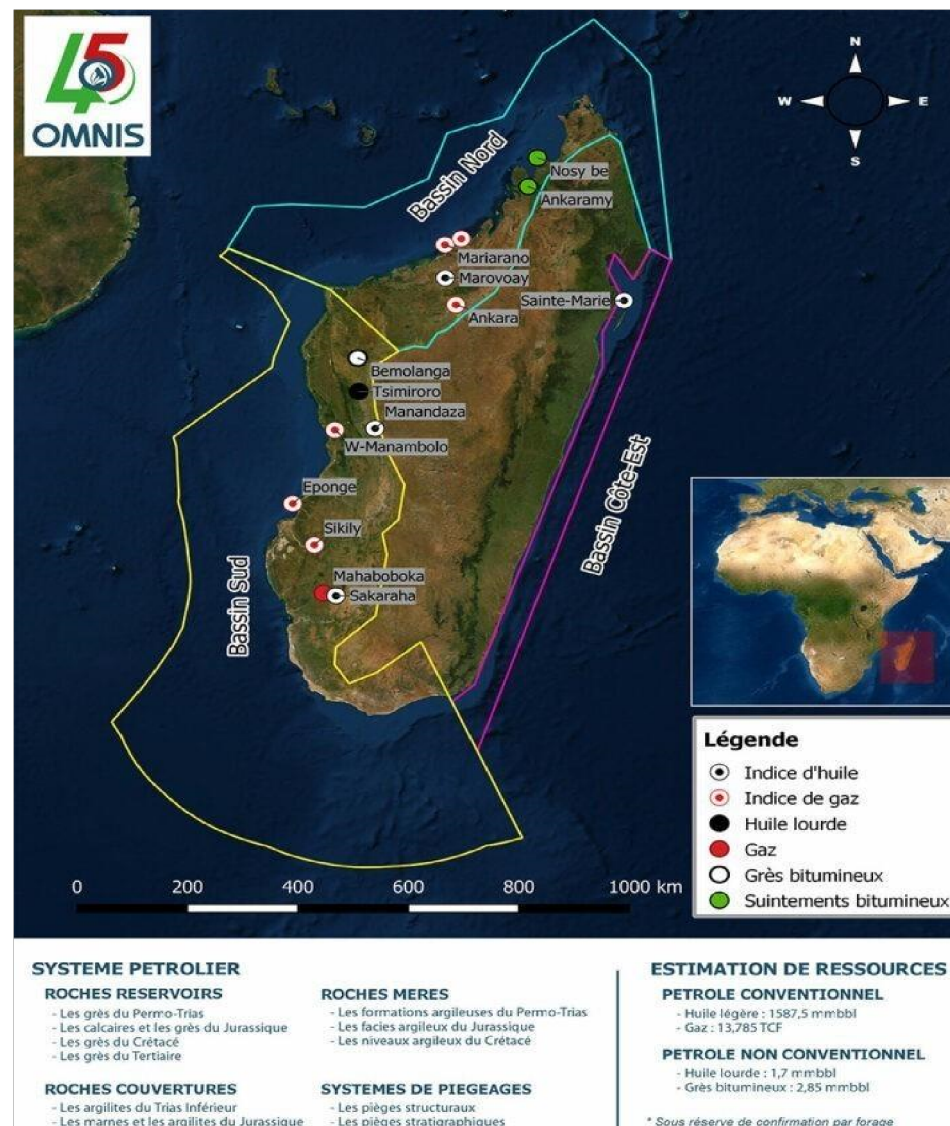 45
OMNIS
N
W
E
S
Bassin Nord
Nosy be
Ankaramy
Mariarano
Marovoay
Sainte-Marie
Ankara
Bemolanga
Tsimiroro
Manandaza
W-Manambolo
Bassin Côte-Est
Eponge
Sikily
Bassin Sud
Mahaboboka
Sakaraha
Légende
Indice d'huile
Indice de gaz
Huile lourde
Gaz
Grès bitumineux
Suintements bitumineux
0 200 400 600 800 1000 km
SYSTEME PETROLIER
ROCHES RESERVOIRS
- Les grès du Permo-Trias
- Les calcaires et les grès du Jurassique
- Les grès du Crétacé
- Les grès du Tertiaire
ROCHES COUVERTURES
- Les argilites du Trias Inférieur
- Les marnes et les argilites du Jurassique
ROCHES MERES
- Les formations argileuses du Permo-Trias
- Les facies argileux du Jurassique
- Les niveaux argileux du Crétacé
SYSTEMES DE PIEGEAGES
- Les pièges structuraux
- Les pièges stratigraphiques
ESTIMATION DE RESSOURCES
PETROLE CONVENTIONNEL
- Huile légère : 1587,5 mmbbl
- Gaz : 13,785 TCF
PETROLE NON CONVENTIONNEL
- Huile lourde : 1,7 mmbbl
- Grès bitumineux : 2,85 mmbbl
* Sous réserve de confirmation par forage